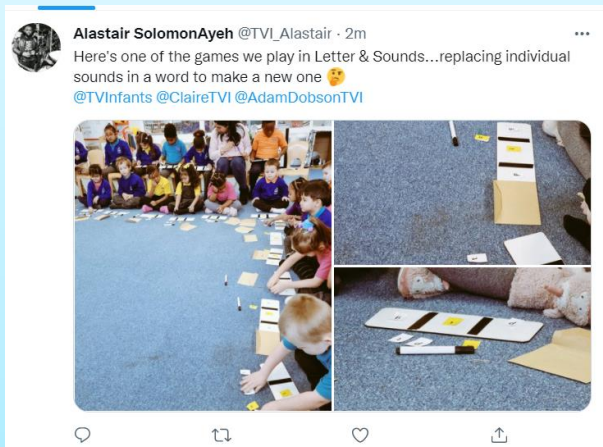 Alastair SolomonAyeh @TVI_Alastair · 2m
Here's one of the games we play in Letter & Sounds...replacing individual
sounds in a word to make a new one 🤔
@TVInfants @ClaireTVI @AdamDobsonTVI